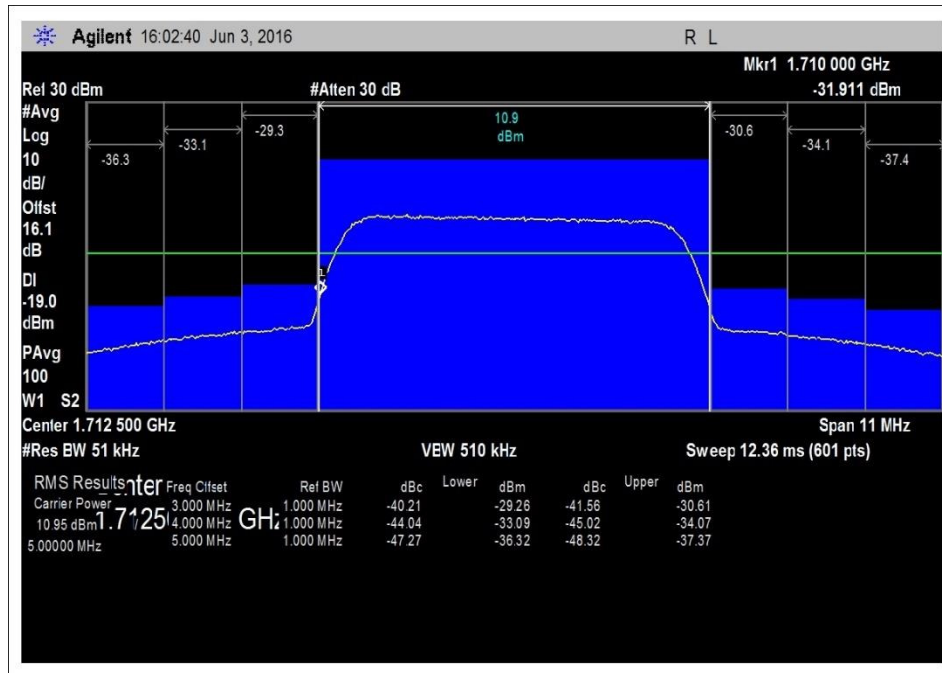 Agilent 16:02:40 Jun 3, 2016 R L
Mkr1 1.710 000 GHz
Ref 30 dBm #Atten 30 dB -31.911 dBm
#Avg
Log
10
dB/
Offst
16.1
dB
DI
-19.0
dBm
PAvg
100
W1 S2
-36.3 -33.1 -29.3 10.9 dBm -30.6 -34.1 -37.4
1
Center 1.712 500 GHz Span 11 MHz
#Res BW 51 kHz VBW 510 kHz Sweep 12.36 ms (601 pts)
RMS Results Freq Offset Ref BW dBc Lower dBm dBc Upper dBm
Carrier Power 3.000 MHz 1.000 MHz -40.21 -29.26 -41.56 -30.61
10.95 dBm / 4.000 MHz 1.000 MHz -44.04 -33.09 -45.02 -34.07
5.00000 MHz 5.000 MHz 1.000 MHz -47.27 -36.32 -48.32 -37.37